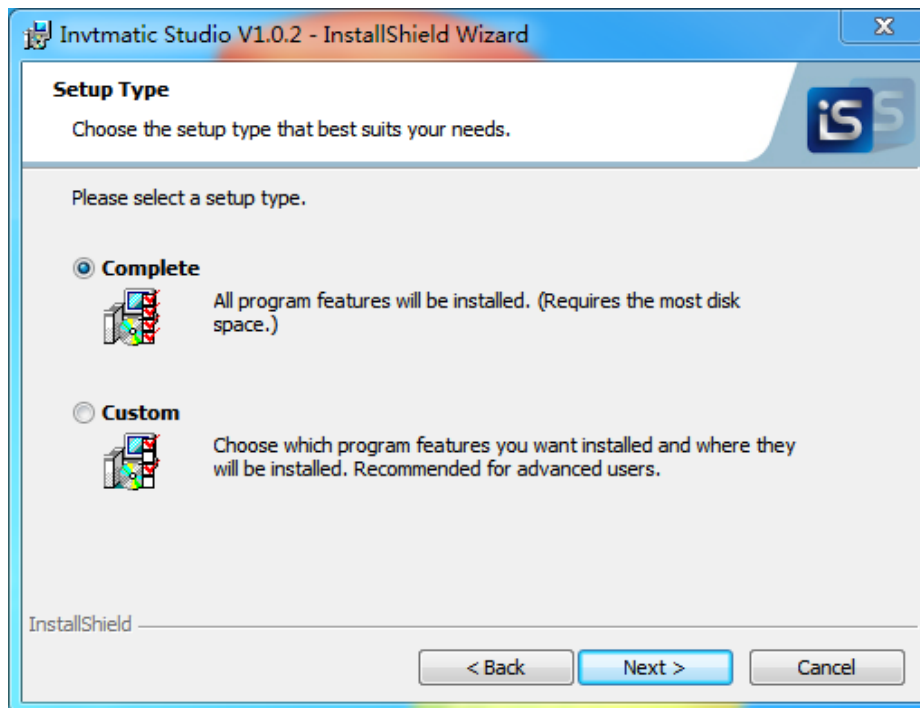 Invtmatic Studio V1.0.2 - InstallShield Wizard
Setup Type
Choose the setup type that best suits your needs.
iS S
Please select a setup type.
Complete
All program features will be installed. (Requires the most disk
space.)
Custom
Choose which program features you want installed and where they
will be installed. Recommended for advanced users.
InstallShield
< Back Next > Cancel